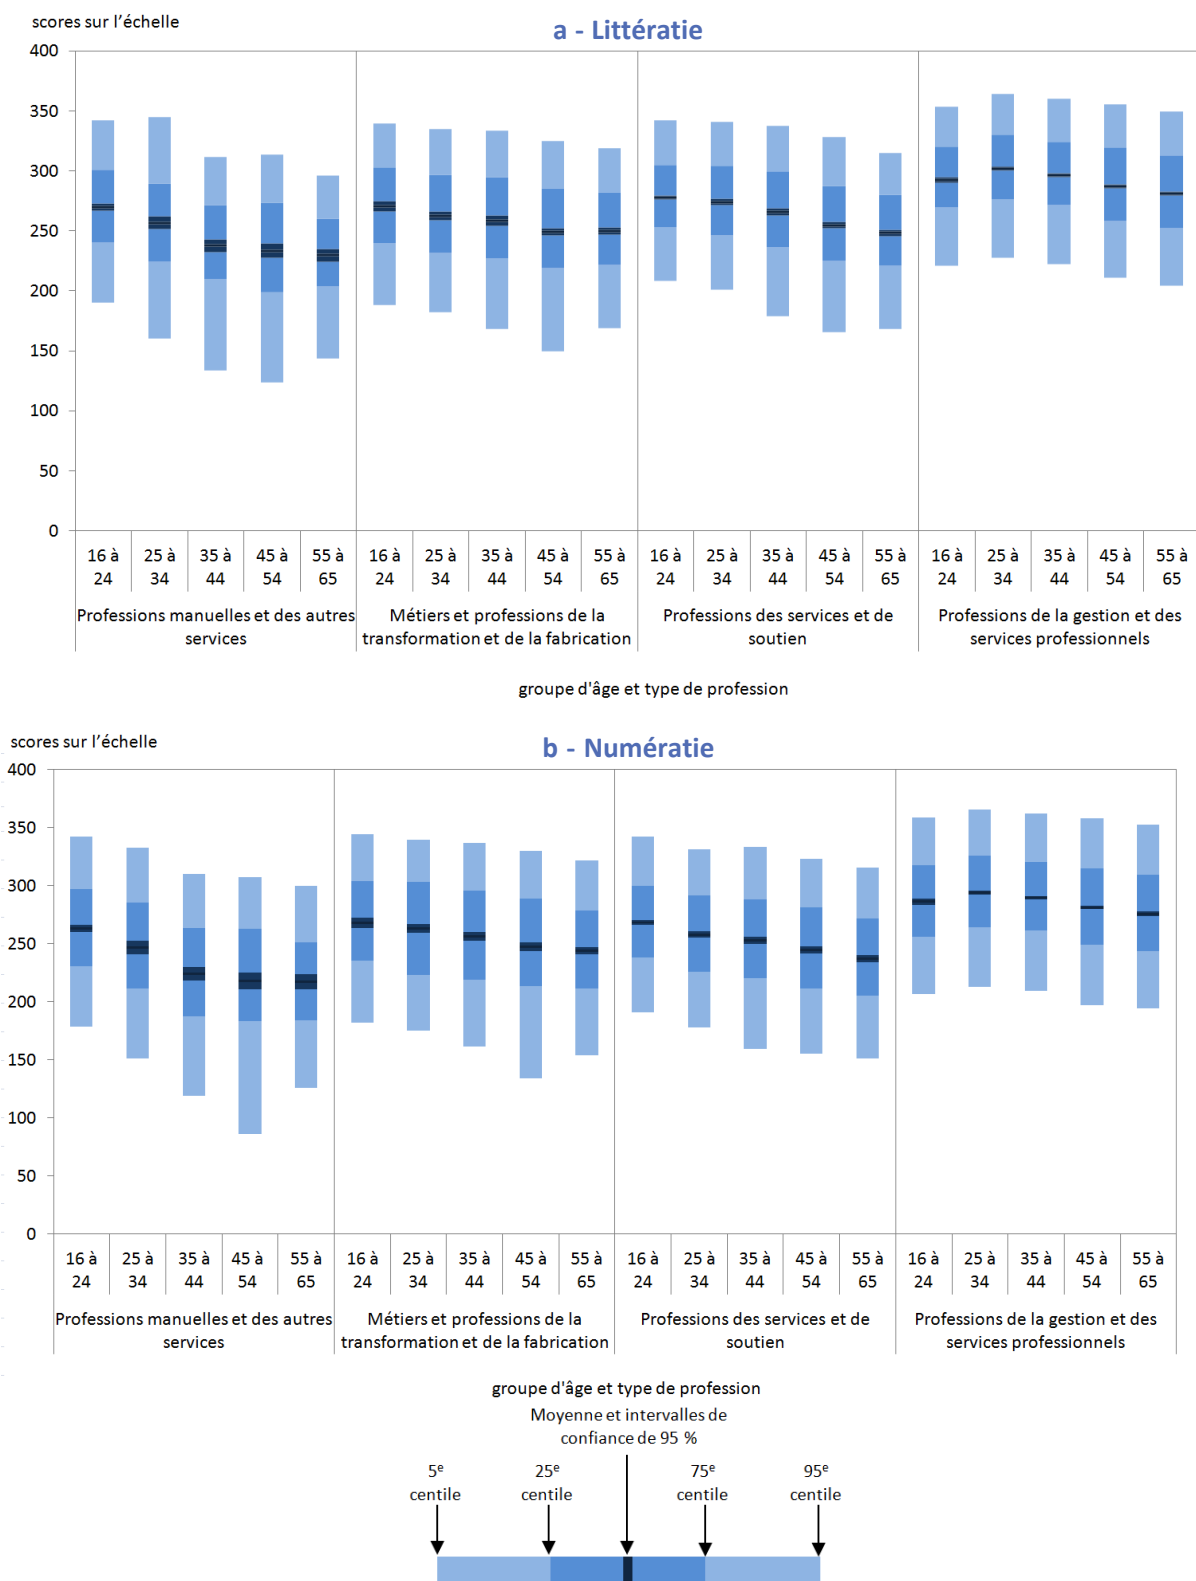 scores sur l’échelle
a - Littératie
400
350
300
250
200
150
100
50
0
16 à 25 à 35 à 45 à 55 à 16 à 25 à 35 à 45 à 55 à 16 à 25 à 35 à 45 à 55 à 16 à 25 à 35 à 45 à 55 à
24 34 44 54 65 24 34 44 54 65 24 34 44 54 65 24 34 44 54 65
Professions manuelles et des autres
services
Métiers et professions de la
transformation et de la fabrication
Professions des services et de
soutien
Professions de la gestion et des
services professionnels
groupe d'âge et type de profession
scores sur l’échelle
b - Numératie
400
350
300
250
200
150
100
50
0
16 à 25 à 35 à 45 à 55 à 16 à 25 à 35 à 45 à 55 à 16 à 25 à 35 à 45 à 55 à 16 à 25 à 35 à 45 à 55 à
24 34 44 54 65 24 34 44 54 65 24 34 44 54 65 24 34 44 54 65
Professions manuelles et des autres
services
Métiers et professions de la
transformation et de la fabrication
Professions des services et de
soutien
Professions de la gestion et des
services professionnels
groupe d'âge et type de profession
Moyenne et intervalles de
confiance de 95 %
5e 25e 75e 95e
centile centile centile centile